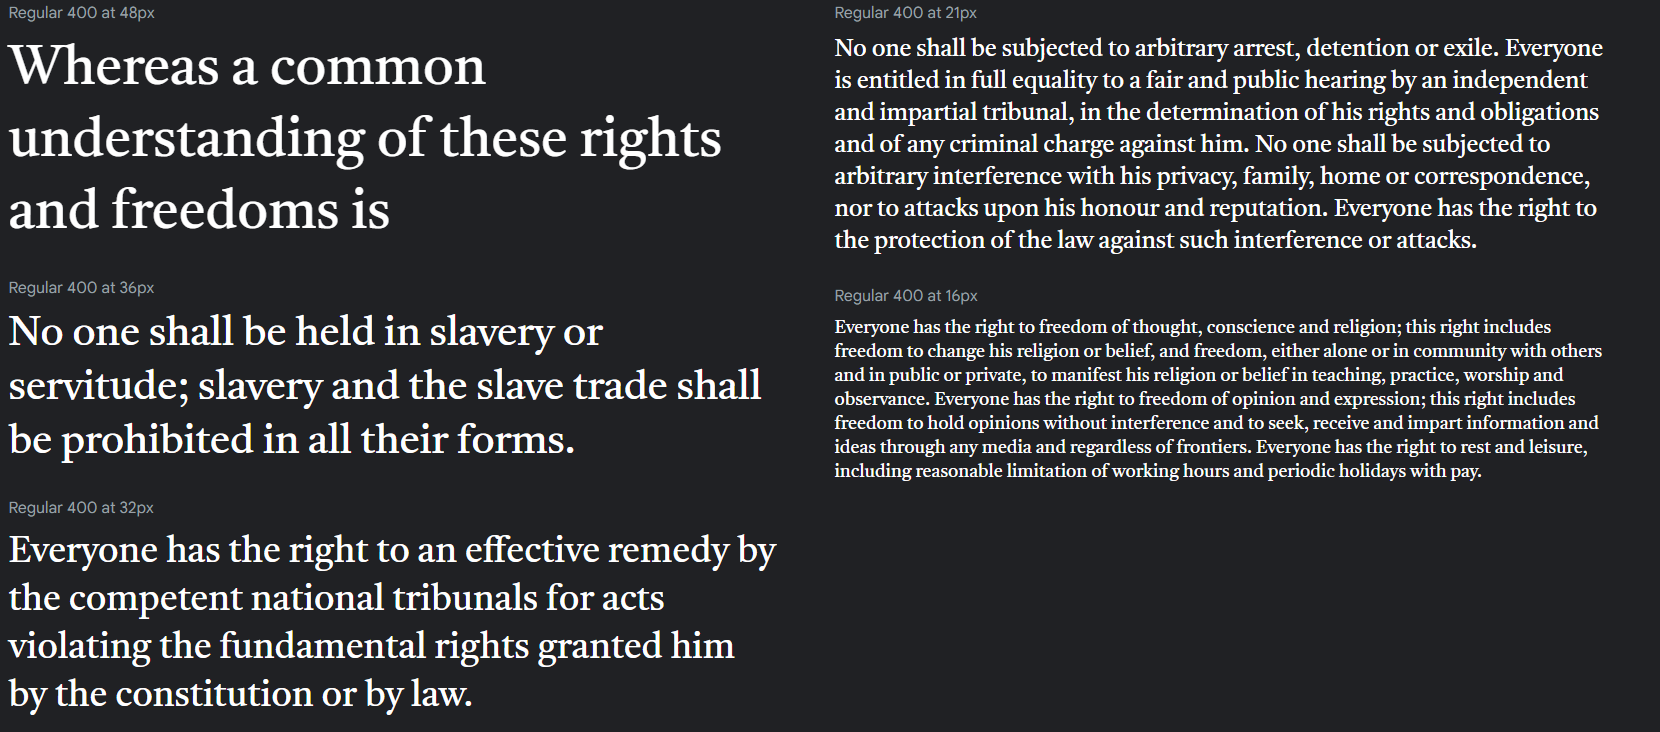 Regular 400 at 48px
Whereas a common
understanding of these rights
and freedoms is
Regular 400 at 36px
No one shall be held in slavery or
servitude; slavery and the slave trade shall
be prohibited in all their forms.
Regular 400 at 32px
Everyone has the right to an effective remedy by
the competent national tribunals for acts
violating the fundamental rights granted him
by the constitution or by law.
Regular 400 at 21px
No one shall be subjected to arbitrary arrest, detention or exile. Everyone
is entitled in full equality to a fair and public hearing by an independent
and impartial tribunal, in the determination of his rights and obligations
and of any criminal charge against him. No one shall be subjected to
arbitrary interference with his privacy, family, home or correspondence,
nor to attacks upon his honour and reputation. Everyone has the right to
the protection of the law against such interference or attacks.
Regular 400 at 16px
Everyone has the right to freedom of thought, conscience and religion; this right includes
freedom to change his religion or belief, and freedom, either alone or in community with others
and in public or private, to manifest his religion or belief in teaching, practice, worship and
observance. Everyone has the right to freedom of opinion and expression; this right includes
freedom to hold opinions without interference and to seek, receive and impart information and
ideas through any media and regardless of frontiers. Everyone has the right to rest and leisure,
including reasonable limitation of working hours and periodic holidays with pay.